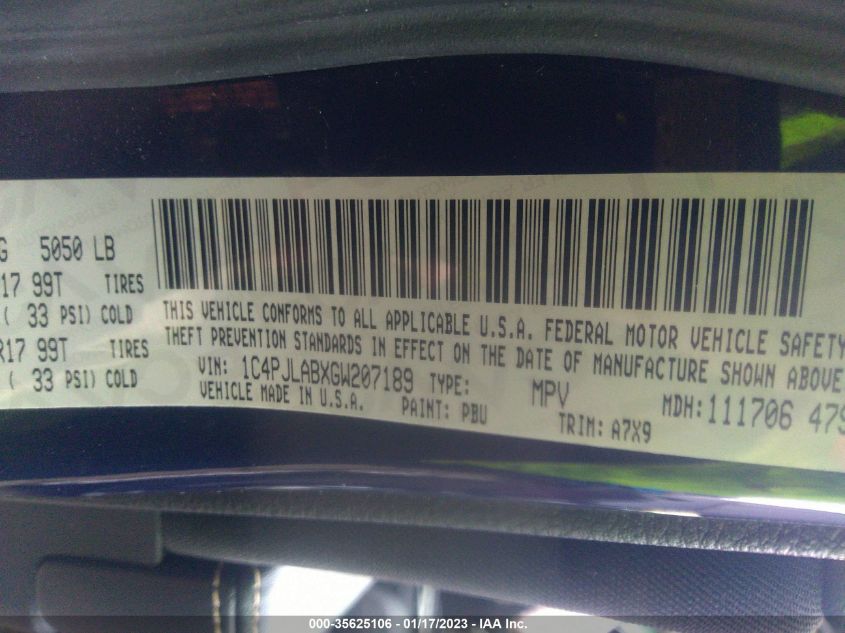 G 5050 LB
17 99T TIRES
( 33 PSI) COLD
R17 99T TIRES
( 33 PSI) COLD
THIS VEHICLE CONFORMS TO ALL APPLICABLE U.S.A. FEDERAL MOTOR VEHICLE SAFETY
THEFT PREVENTION STANDARDS IN EFFECT ON THE DATE OF MANUFACTURE SHOWN ABOVE
VIN: 1C4PJLABXGW207189 TYPE: MPV MDH: 111706 479
VEHICLE MADE IN U.S.A. PAINT: PBU TRIM: A7X9
000-35625106 - 01/17/2023 - © IAA Inc.